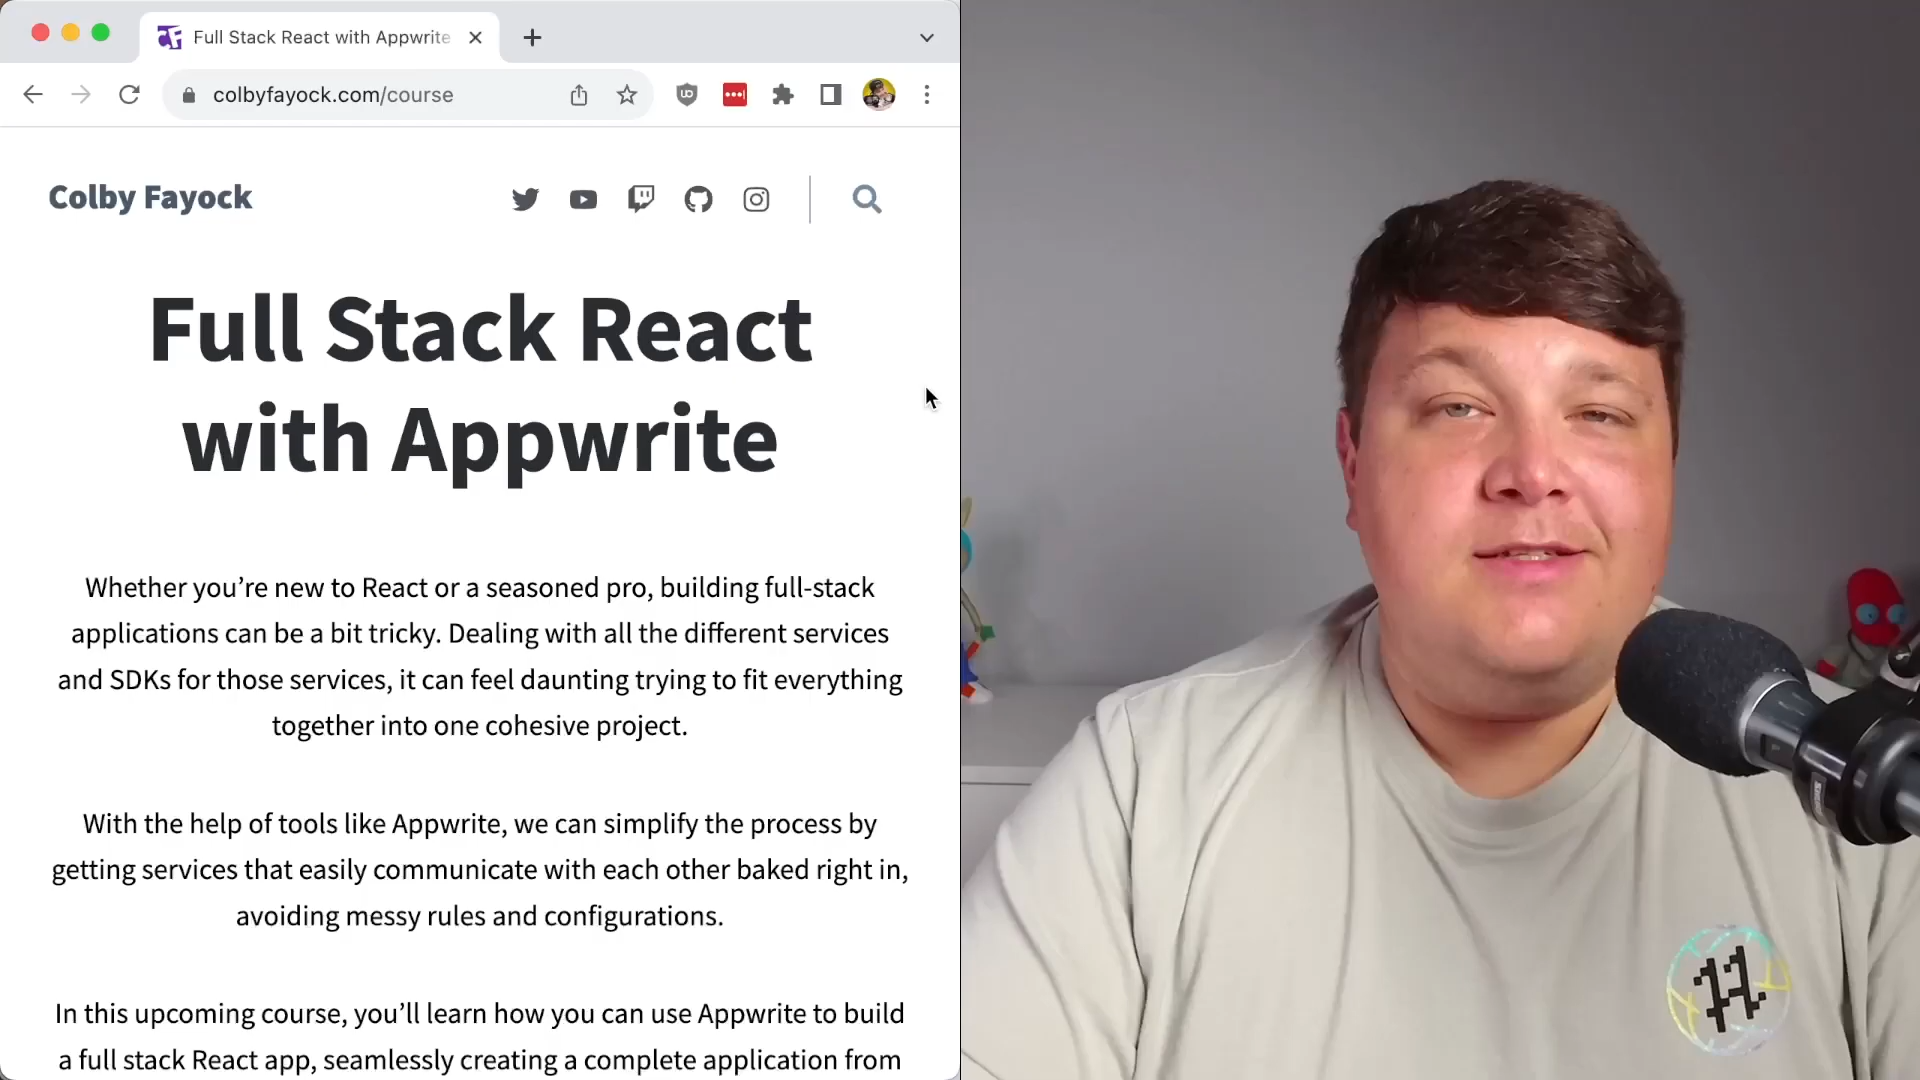 Full Stack React with Appwrite
colbyfayock.com/course
Colby Fayock
Full Stack React
with Appwrite
Whether you’re new to React or a seasoned pro, building full-stack
applications can be a bit tricky. Dealing with all the different services
and SDKs for those services, it can feel daunting trying to fit everything
together into one cohesive project.
With the help of tools like Appwrite, we can simplify the process by
getting services that easily communicate with each other baked right in,
avoiding messy rules and configurations.
In this upcoming course, you’ll learn how you can use Appwrite to build
a full stack React app, seamlessly creating a complete application from